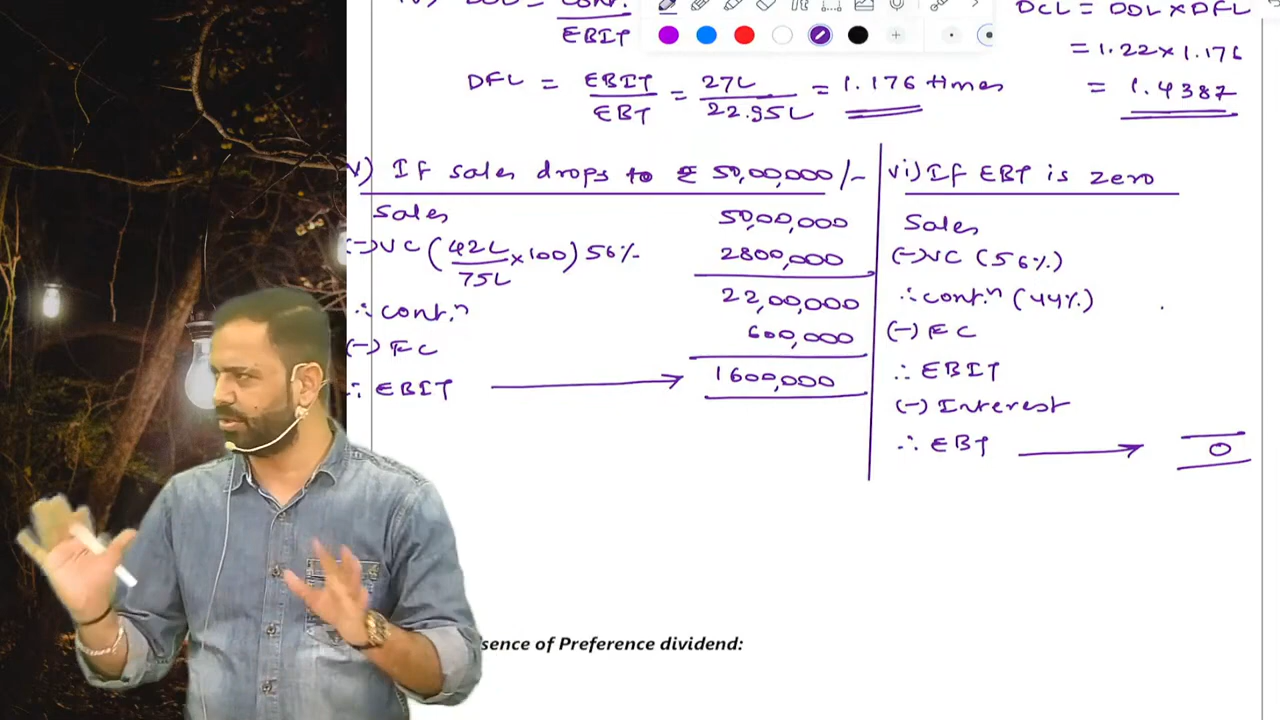 EBIT
DCL = DOL x DFL
= 1.22 x 1.176
= 1.4387
DFL = EBIT / EBT = 27L / 22.95L = 1.176 times
v) If sales drops to ₹ 50,00,000/-
Sales 50,00,000
(-) VC (42L / 75L x 100) 56% 2800,000
∴ contⁿ 22,00,000
(-) FC 600,000
∴ EBIT → 1600,000
vi) If EBT is zero
Sales
(-) VC (56%)
∴ contⁿ (44%)
(-) FC
∴ EBIT
(-) Interest
∴ EBT → 0
sence of Preference dividend: